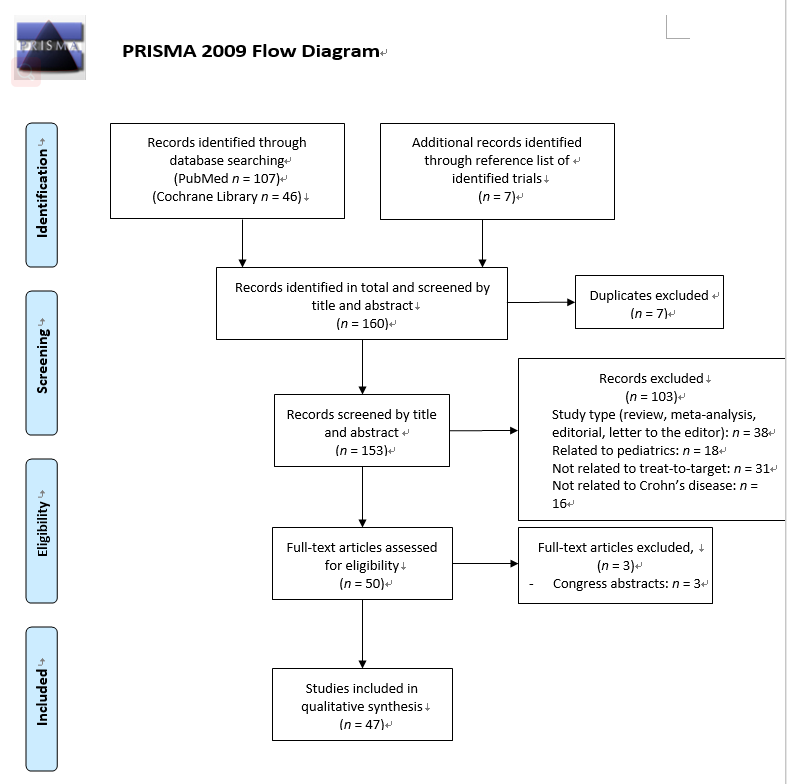 PRISMA
PRISMA 2009 Flow Diagram
Identification
Records identified through
database searching
(PubMed n = 107)
(Cochrane Library n = 46)
Additional records identified
through reference list of
identified trials
(n = 7)
Records identified in total and screened by
title and abstract
(n = 160)
Duplicates excluded
(n = 7)
Screening
Records screened by title
and abstract
(n = 153)
Records excluded
(n = 103)
Study type (review, meta-analysis,
editorial, letter to the editor): n = 38
Related to pediatrics: n = 18
Not related to treat-to-target: n = 31
Not related to Crohn's disease: n =
16
Eligibility
Full-text articles assessed
for eligibility
(n = 50)
Full-text articles excluded,
(n = 3)
- Congress abstracts: n = 3
Included
Studies included in
qualitative synthesis
(n = 47)